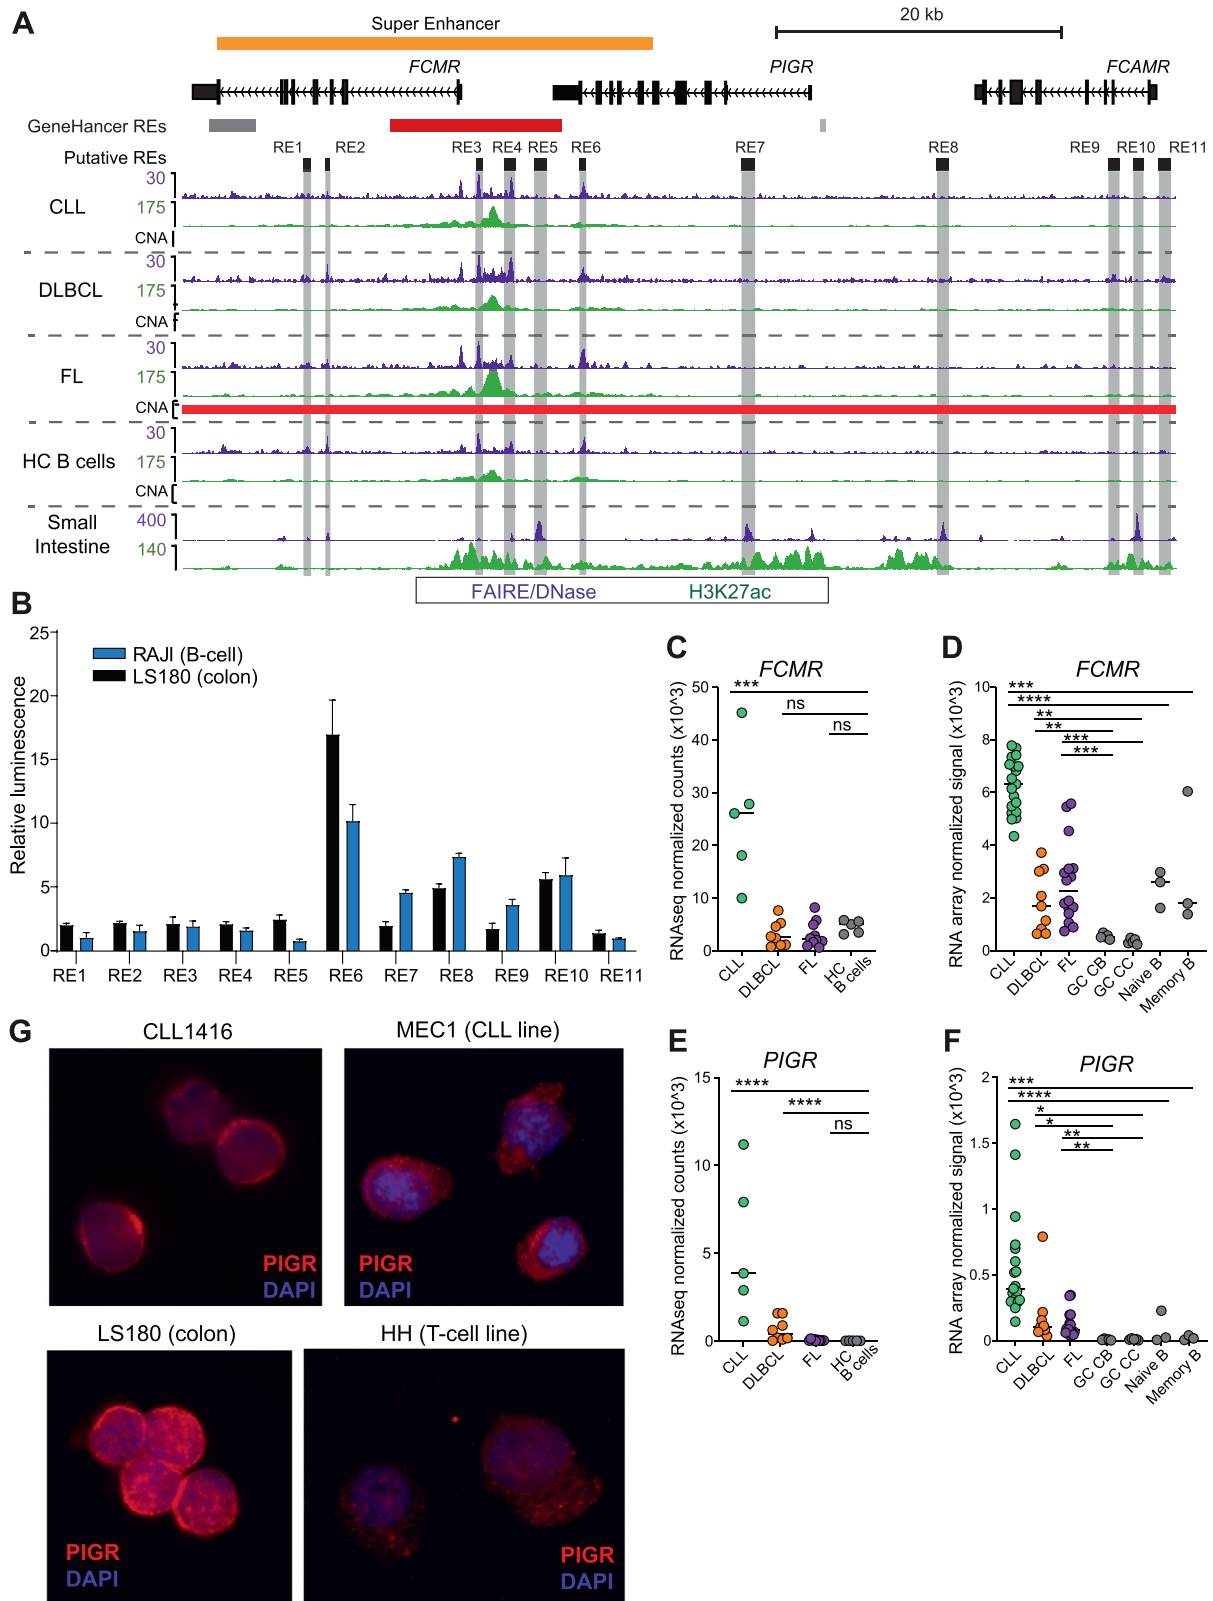 A
Super Enhancer
20 kb
FCMR
PIGR
FCAMR
GeneHancer REs
Putative REs
RE1
RE2
RE3
RE4
RE5
RE6
RE7
RE8
RE9
RE10
RE11
30
CLL
175
CNA
30
DLBCL
175
CNA
30
FL
175
CNA
30
HC B cells
175
CNA
Small
Intestine
400
140
FAIRE/DNase
H3K27ac
B
Relative luminescence
25
20
15
10
5
0
RAJI (B-cell)
LS180 (colon)
RE1
RE2
RE3
RE4
RE5
RE6
RE7
RE8
RE9
RE10
RE11
C
FCMR
RNAseq normalized counts (x10^3)
50
40
30
20
10
0
***
ns
ns
CLL
DLBCL
FL
HC
B cells
D
FCMR
RNA array normalized signal (x10^3)
10
8
6
4
2
0
***
****
**
**
***
***
CLL
DLBCL
FL
GC CB
GC CC
Naive B
Memory B
G
CLL1416
PIGR
DAPI
MEC1 (CLL line)
PIGR
DAPI
LS180 (colon)
PIGR
DAPI
HH (T-cell line)
PIGR
DAPI
E
PIGR
RNAseq normalized counts (x10^3)
15
10
5
0
****
****
ns
CLL
DLBCL
FL
HC
B cells
F
PIGR
RNA array normalized signal (x10^3)
2
1.5
1
0.5
0
***
****
*
*
**
**
CLL
DLBCL
FL
GC CB
GC CC
Naive B
Memory B